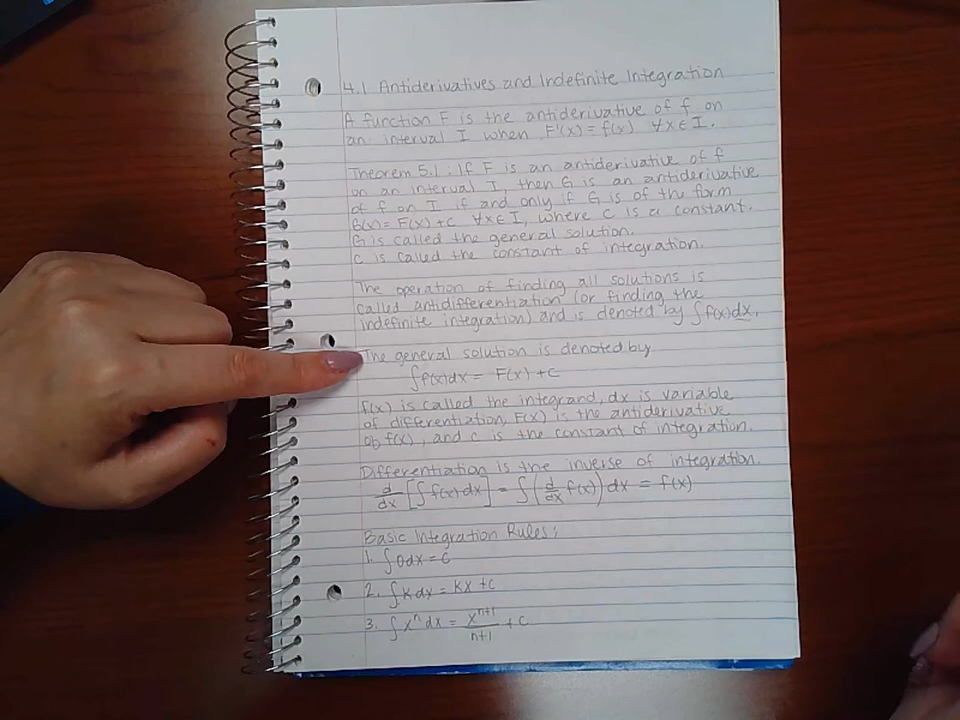 4.1 Antiderivatives and Indefinite Integration
A function F is the antiderivative of f on
an interval I when F'(x) = f(x) ∀x∈I.
Theorem 5.1: If F is an antiderivative of f
on an interval I, then G is an antiderivative
of f on I if and only if G is of the form
G(x) = F(x) + C ∀x∈I, where C is a constant.
G is called the general solution.
C is called the constant of integration.
The operation of finding all solutions is
called antidifferentiation (or finding the
indefinite integration) and is denoted by ∫f(x)dx.
The general solution is denoted by
∫f(x)dx = F(x) + C
f(x) is called the integrand, dx is variable
of differentiation, F(x) is the antiderivative
of f(x), and C is the constant of integration.
Differentiation is the inverse of integration.
d/dx [∫f(x)dx] = ∫(d/dx f(x))dx = f(x)
Basic Integration Rules:
1. ∫0dx = C
2. ∫k dx = kx + C
3. ∫xⁿ dx = xⁿ⁺¹/n+1 + C